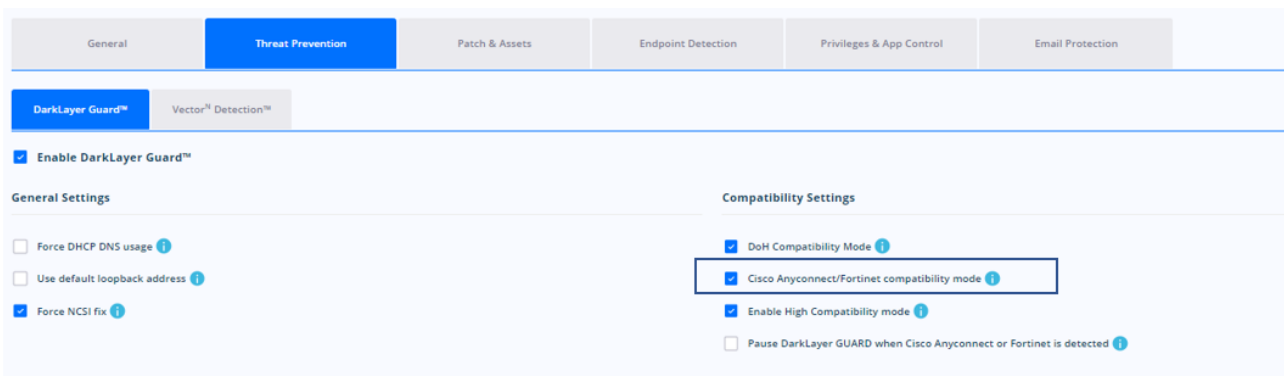 General Threat Prevention Patch & Assets Endpoint Detection Privileges & App Control Email Protection
DarkLayer Guard™ Vectorᴺ Detection™
Enable DarkLayer Guard™
General Settings
Force DHCP DNS usage
Use default loopback address
Force NCSI fix
Compatibility Settings
DoH Compatibility Mode
Cisco Anyconnect/Fortinet compatibility mode
Enable High Compatibility mode
Pause DarkLayer GUARD when Cisco Anyconnect or Fortinet is detected